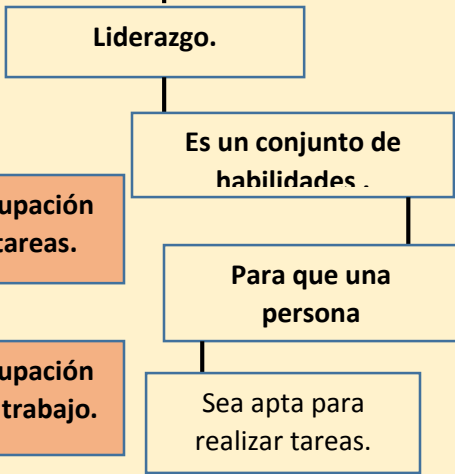 Liderazgo.
Es un conjunto de
habilidades .
upación
tareas.
Para que una
persona
upación
trabajo.
Sea apta para
realizar tareas.